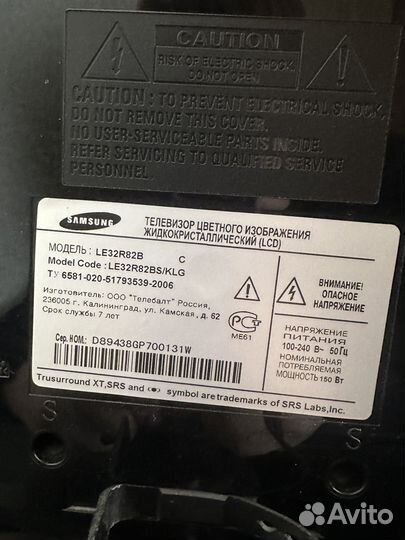 CAUTION
RISK OF ELECTRIC SHOCK.
DO NOT OPEN
CAUTION : TO PREVENT ELECTRICAL SHOCK,
DO NOT REMOVE THIS COVER.
NO USER-SERVICEABLE PARTS INSIDE.
REFER SERVICING TO QUALIFIED
SERVICE PERSONNEL.
SAMSUNG
ТЕЛЕВИЗОР ЦВЕТНОГО ИЗОБРАЖЕНИЯ
ЖИДКОКРИСТАЛЛИЧЕСКИЙ (LCD)
МОДЕЛЬ : LE32R82B C
Model Code : LE32R82BS/KLG
ТУ 6581-020-51793539-2006
Изготовитель: ООО "Телебалт" Россия,
236005 г. Калининград, ул. Камская, д. 62
Срок службы 7 лет
Сер. НОМ.: D89438GP700131W
РСТ
МЕ61
ВНИМАНИЕ!
ОПАСНОЕ
НАПРЯЖЕНИЕ
НАПРЯЖЕНИЕ
ПИТАНИЯ
100-240 В~ 50Гц
НОМИНАЛЬНАЯ
ПОТРЕБЛЯЕМАЯ
МОЩНОСТЬ 150 Вт
Trusurround XT,SRS and symbol are trademarks of SRS Labs,Inc.
S
S
Avito